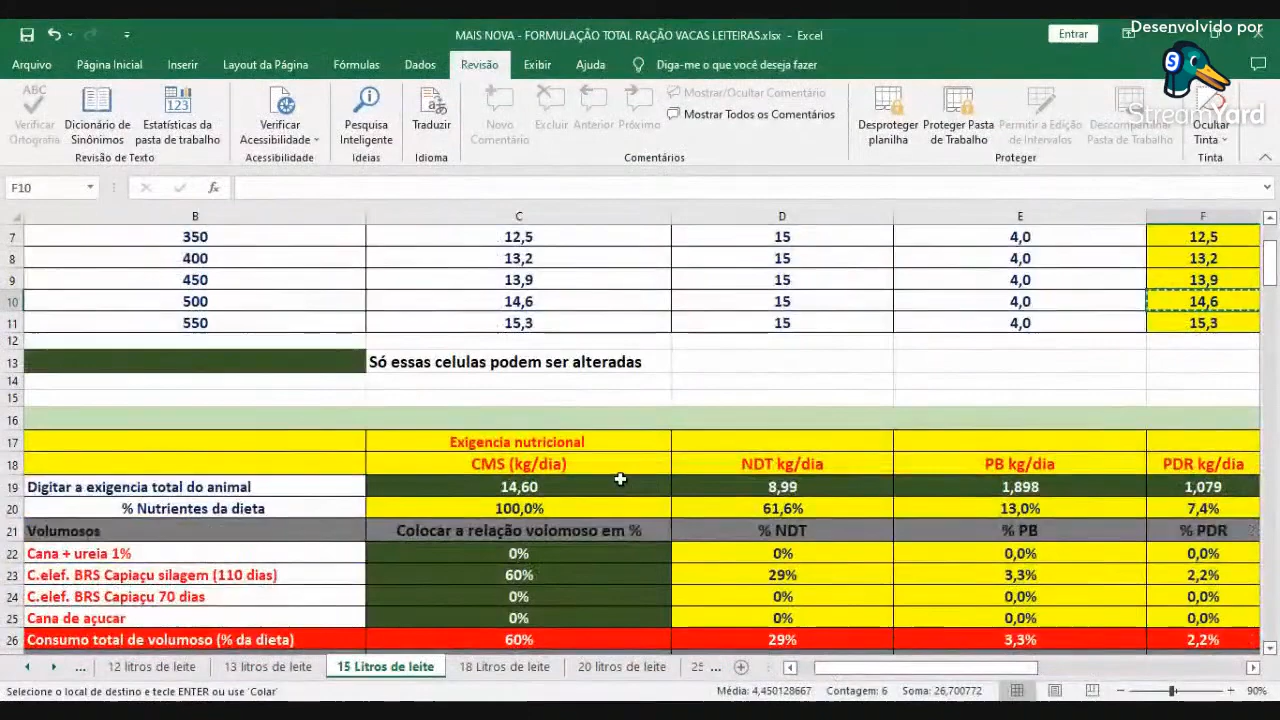 Desenvolvido por
StreamYard
MAIS NOVA - FORMULAÇÃO TOTAL RAÇÃO VACAS LEITEIRAS.xlsx - Excel
Entrar
Arquivo Página Inicial Inserir Layout da Página Fórmulas Dados Revisão Exibir Ajuda Diga-me o que você deseja fazer
Verificar Ortografia
Dicionário de Sinônimos
Estatísticas da pasta de trabalho
Revisão de Texto
Verificar Acessibilidade
Acessibilidade
Pesquisa Inteligente
Ideias
Traduzir
Idioma
Novo Comentário
Excluir
Anterior
Próximo
Mostrar/Ocultar Comentário
Mostrar Todos os Comentários
Comentários
Desproteger planilha
Proteger Pasta de Trabalho
Permitir a Edição de Intervalos
Descompartilhar Pasta de Trabalho
Proteger
Ocultar Tinta
Tinta
F10 fx
B C D E F
7 350 12,5 15 4,0 12,5
8 400 13,2 15 4,0 13,2
9 450 13,9 15 4,0 13,9
10 500 14,6 15 4,0 14,6
11 550 15,3 15 4,0 15,3
12
13 Só essas celulas podem ser alteradas
14
15
16
17 Exigencia nutricional
18 CMS (kg/dia) NDT kg/dia PB kg/dia PDR kg/dia
19 Digitar a exigencia total do animal 14,60 8,99 1,898 1,079
20 % Nutrientes da dieta 100,0% 61,6% 13,0% 7,4%
21 Volumosos Colocar a relação volomoso em % % NDT % PB % PDR
22 Cana + ureia 1% 0% 0% 0,0% 0,0%
23 C.elef. BRS Capiaçu silagem (110 dias) 60% 29% 3,3% 2,2%
24 C.elef. BRS Capiaçu 70 dias 0% 0% 0,0% 0,0%
25 Cana de açucar 0% 0% 0,0% 0,0%
26 Consumo total de volumoso (% da dieta) 60% 29% 3,3% 2,2%
... 12 litros de leite 13 litros de leite 15 Litros de leite 18 Litros de leite 20 litros de leite 25 ...
Selecione o local de destino e tecle ENTER ou use 'Colar' Média: 4,450128667 Contagem: 6 Soma: 26,700772 90%